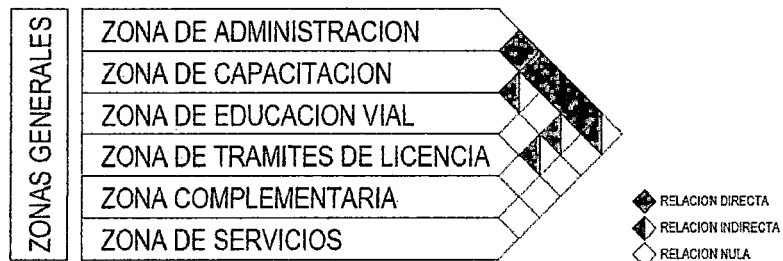 ZONAS GENERALES
ZONA DE ADMINISTRACION
ZONA DE CAPACITACION
ZONA DE EDUCACION VIAL
ZONA DE TRAMITES DE LICENCIA
ZONA COMPLEMENTARIA
ZONA DE SERVICIOS
RELACION DIRECTA
RELACION INDIRECTA
RELACION NULA